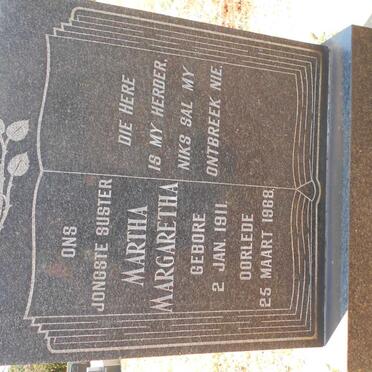 ONS
JONGSTE SUSTER
MARTHA
MARGARETHA
GEBORE
2 JAN. 1911.
OORLEDE
25 MAART 1988.
DIE HERE
IS MY HERDER,
NIKS SAL MY
ONTBREEK NIE.